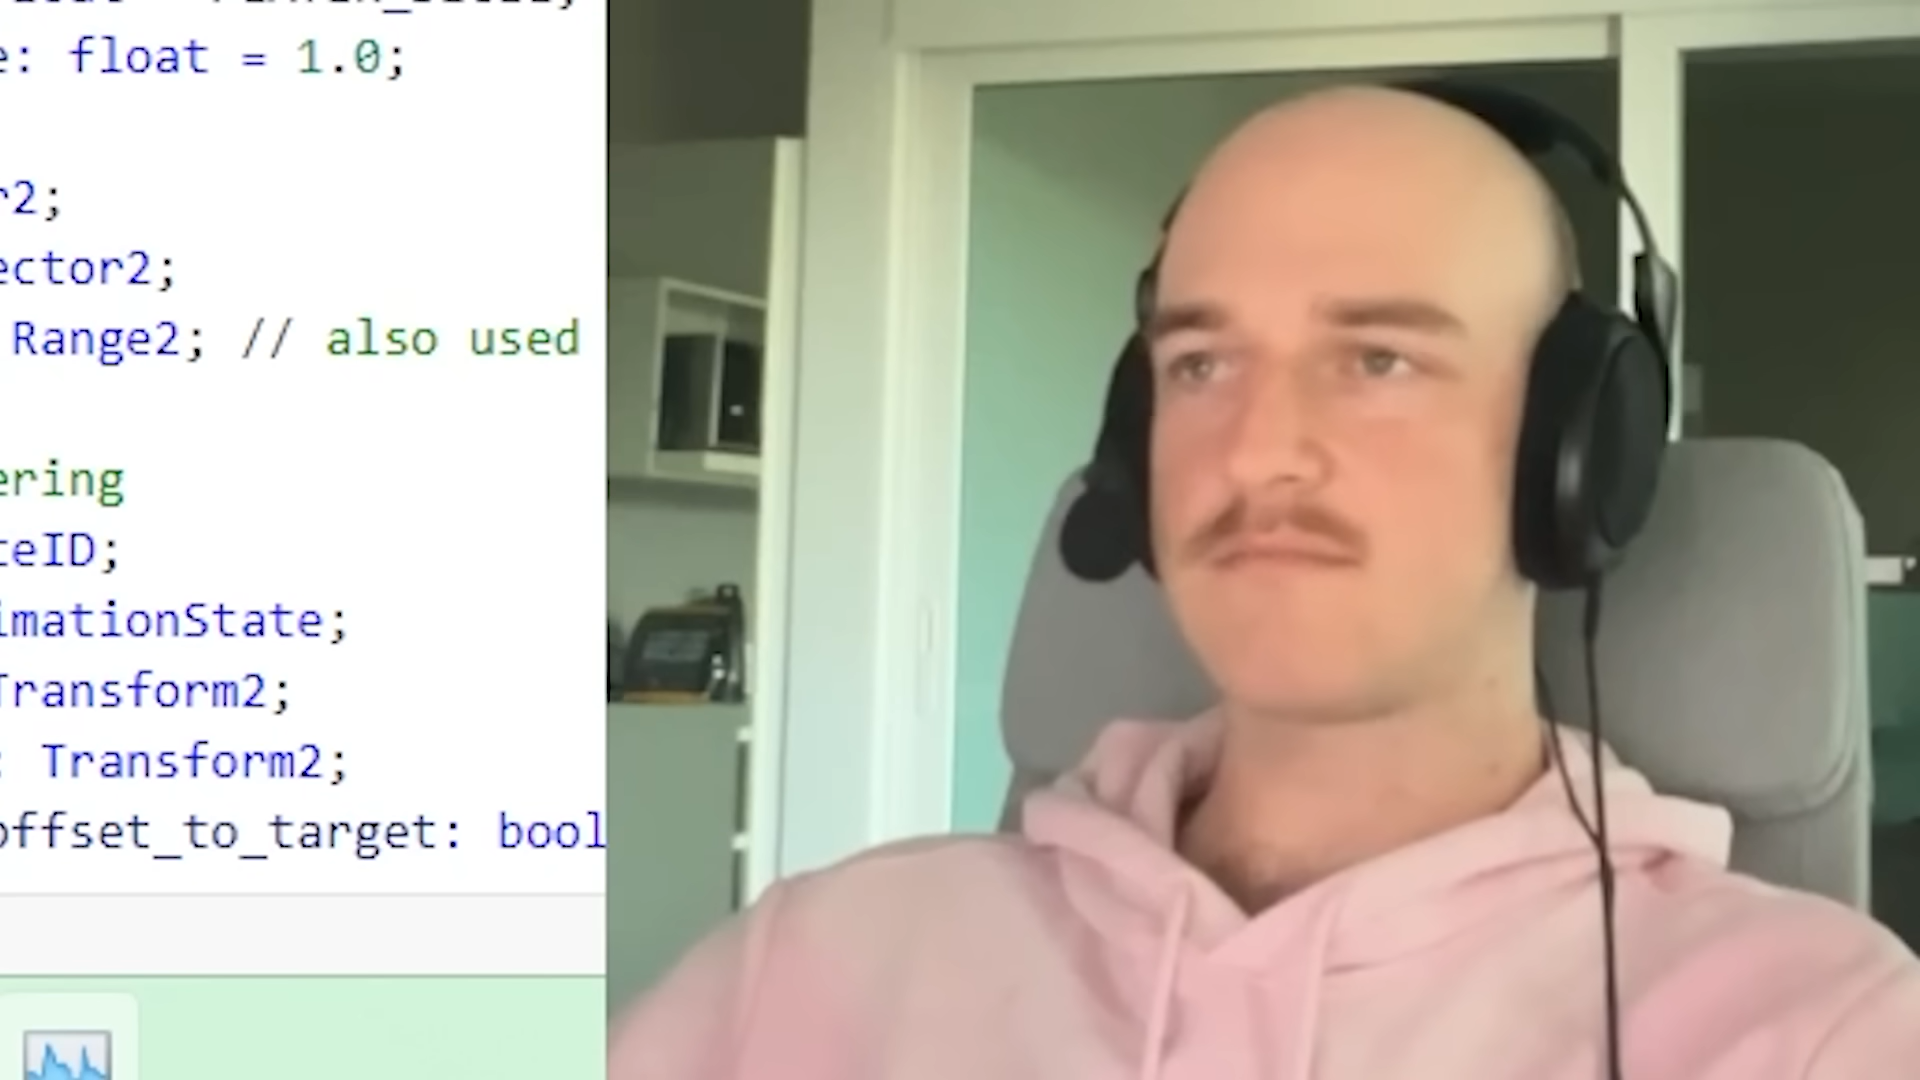 e: float = 1.0;
r2;
ector2;
Range2; // also used
ering
teID;
imationState;
Transform2;
: Transform2;
offset_to_target: bool